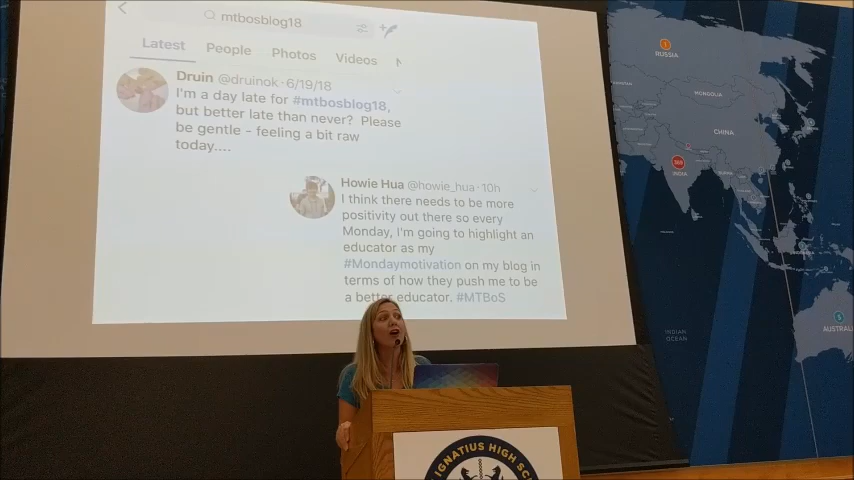 mtbosblog18
Latest People Photos Videos
Druin @druinok · 6/19/18
I'm a day late for #mtbosblog18,
but better late than never? Please
be gentle - feeling a bit raw
today....
Howie Hua @howie_hua · 10h
I think there needs to be more
positivity out there so every
Monday, I'm going to highlight an
educator as my
#Mondaymotivation on my blog in
terms of how they push me to be
a better educator. #MTBoS
RUSSIA
MONGOLIA
CHINA
INDIA
INDIAN
OCEAN
AUSTRALI
IGNATIUS HIGH SC